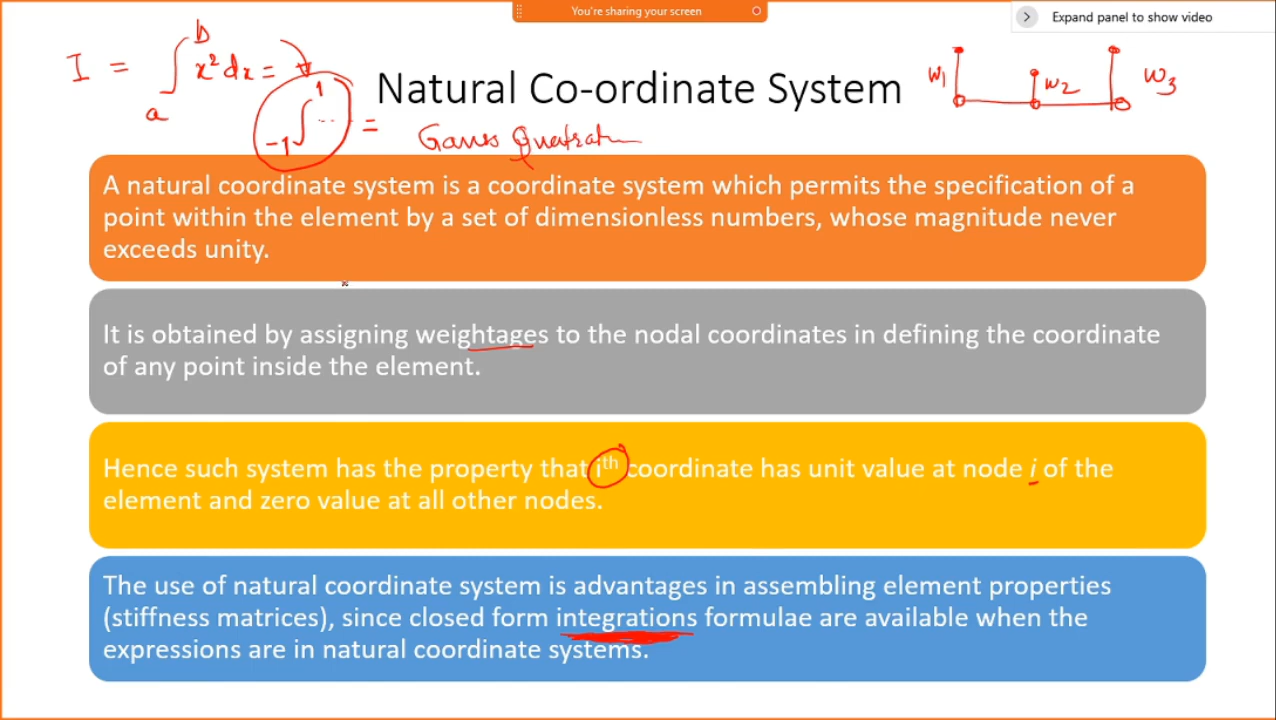 You're sharing your screen
Expand panel to show video
I = ∫ₐᵇ x² dx =
-1∫1 ... =
Gauss Quadratu
w1 w2 w3
Natural Co-ordinate System
A natural coordinate system is a coordinate system which permits the specification of a
point within the element by a set of dimensionless numbers, whose magnitude never
exceeds unity.
It is obtained by assigning weightages to the nodal coordinates in defining the coordinate
of any point inside the element.
Hence such system has the property that iᵗʰ coordinate has unit value at node i of the
element and zero value at all other nodes.
The use of natural coordinate system is advantages in assembling element properties
(stiffness matrices), since closed form integrations formulae are available when the
expressions are in natural coordinate systems.